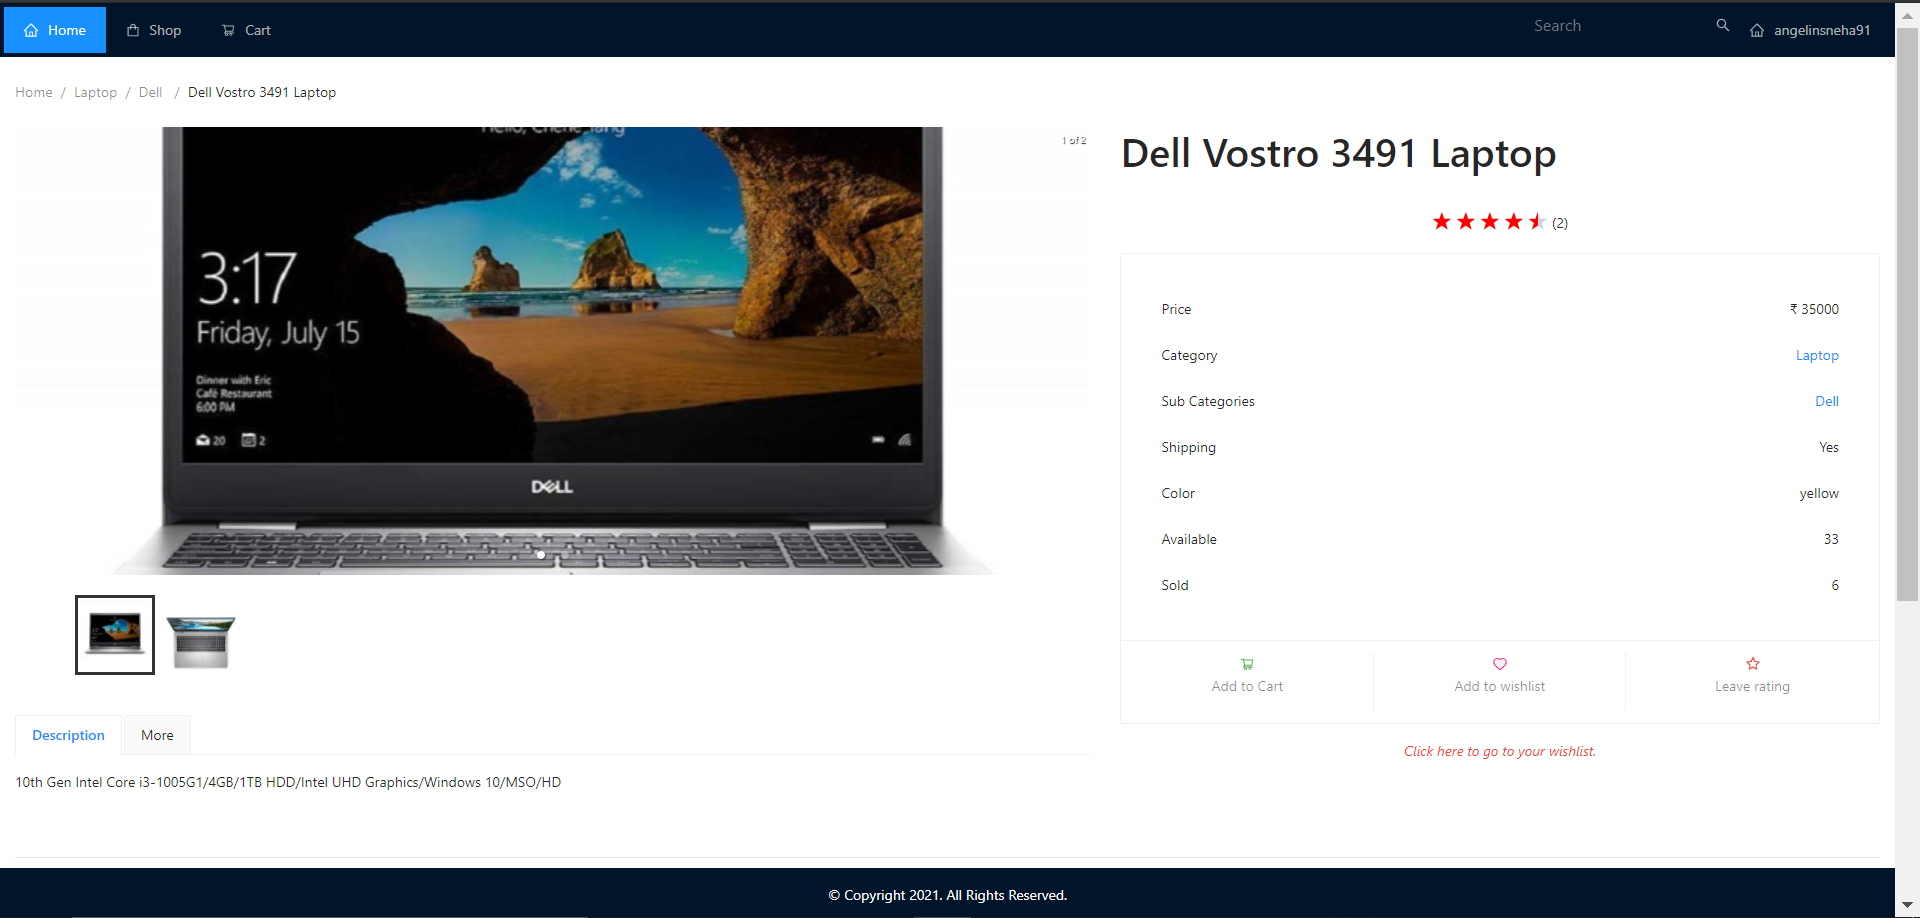 Home Shop Cart Search angelinsneha91
Home / Laptop / Dell / Dell Vostro 3491 Laptop
1 of 2
3:17
Friday, July 15
Dinner with Eric
Café Restaurant
6:00 PM
20 2
DELL
Description More
10th Gen Intel Core i3-1005G1/4GB/1TB HDD/Intel UHD Graphics/Windows 10/MSO/HD
Dell Vostro 3491 Laptop
(2)
Price ₹ 35000
Category Laptop
Sub Categories Dell
Shipping Yes
Color yellow
Available 33
Sold 6
Add to Cart Add to wishlist Leave rating
Click here to go to your wishlist.
© Copyright 2021. All Rights Reserved.